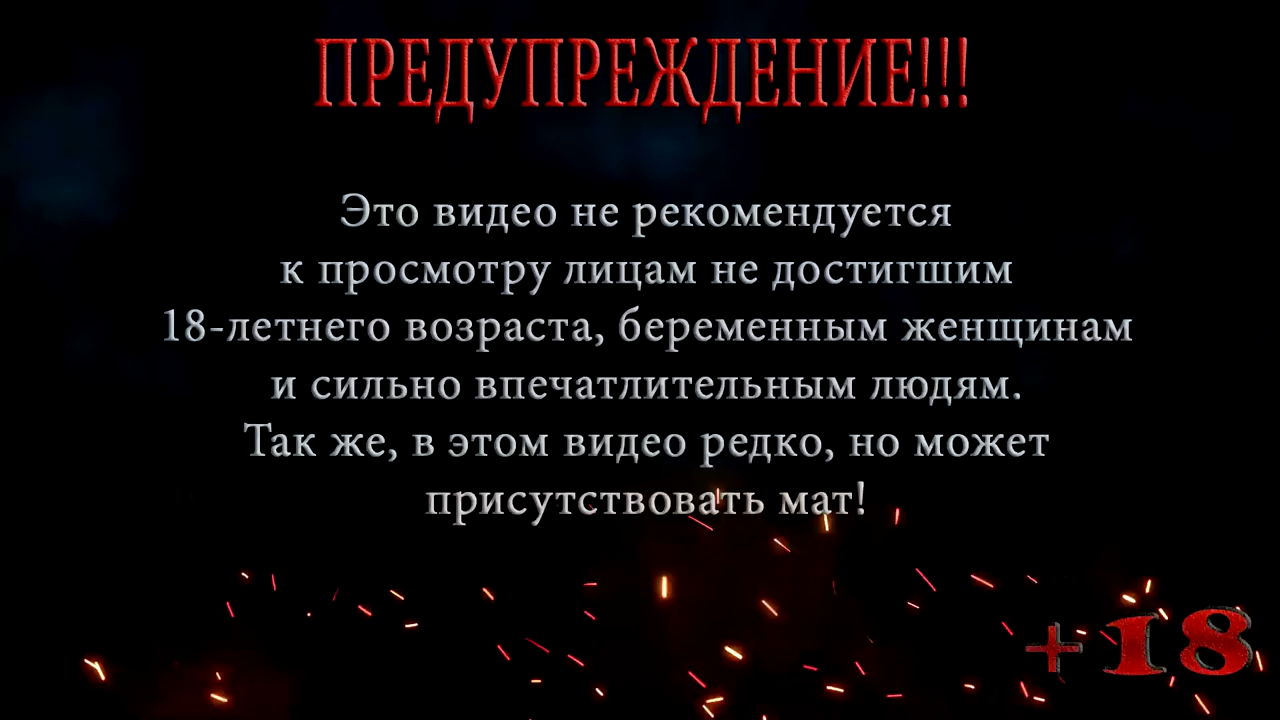 ПРЕДУПРЕЖДЕНИЕ!!!
Это видео не рекомендуется
к просмотру лицам не достигшим
18-летнего возраста, беременным женщинам
и сильно впечатлительным людям.
Так же, в этом видео редко, но может
присутствовать мат!
+18